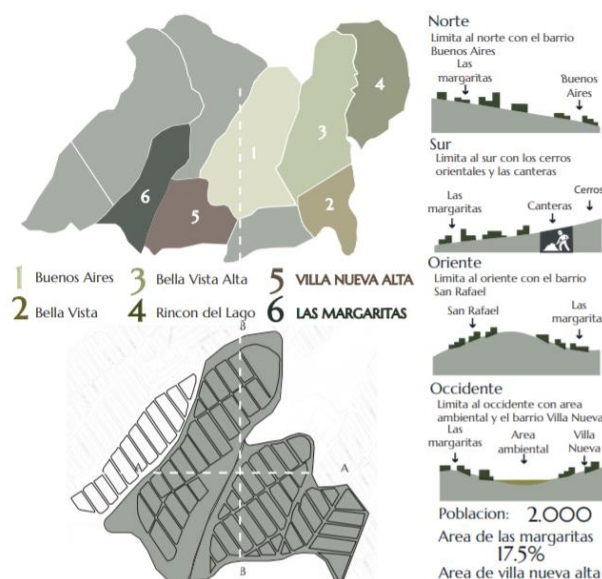 1
2
3
4
5
6
1 Buenos Aires
3 Bella Vista Alta
5 VILLA NUEVA ALTA
2 Bella Vista
4 Rincon del Lago
6 LAS MARGARITAS
B
A
A
B
Norte
Limita al norte con el barrio
Buenos Aires
Las
margaritas
Buenos
Aires
Sur
Limita al sur con los cerros
orientales y las canteras
Las
margaritas
Canteras
Cerros
Oriente
Limita al oriente con el barrio
San Rafael
San Rafael
Las
margarita
Occidente
Limita al occidente con area
ambiental y el barrio Villa Nueva
Las
margaritas
Area
ambiental
Villa
Nueva
Poblacion: 2.000
Area de las margaritas
17.5%
Area de villa nueva alta